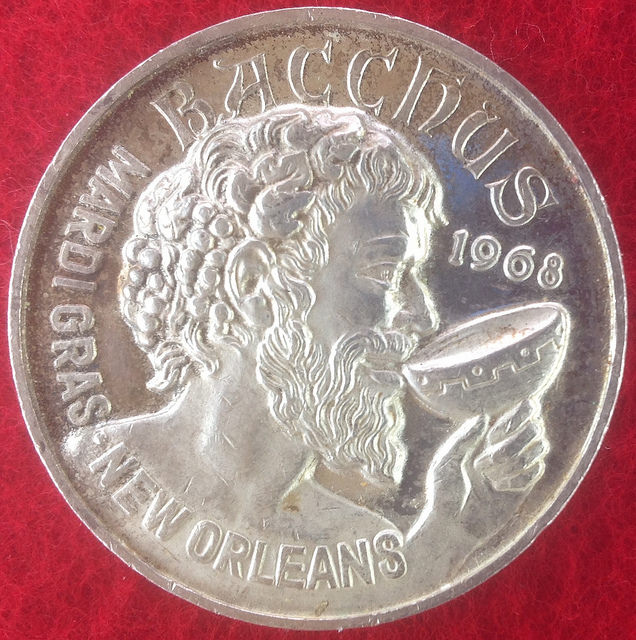 BACCHUS
1968
MARDI GRAS · NEW ORLEANS